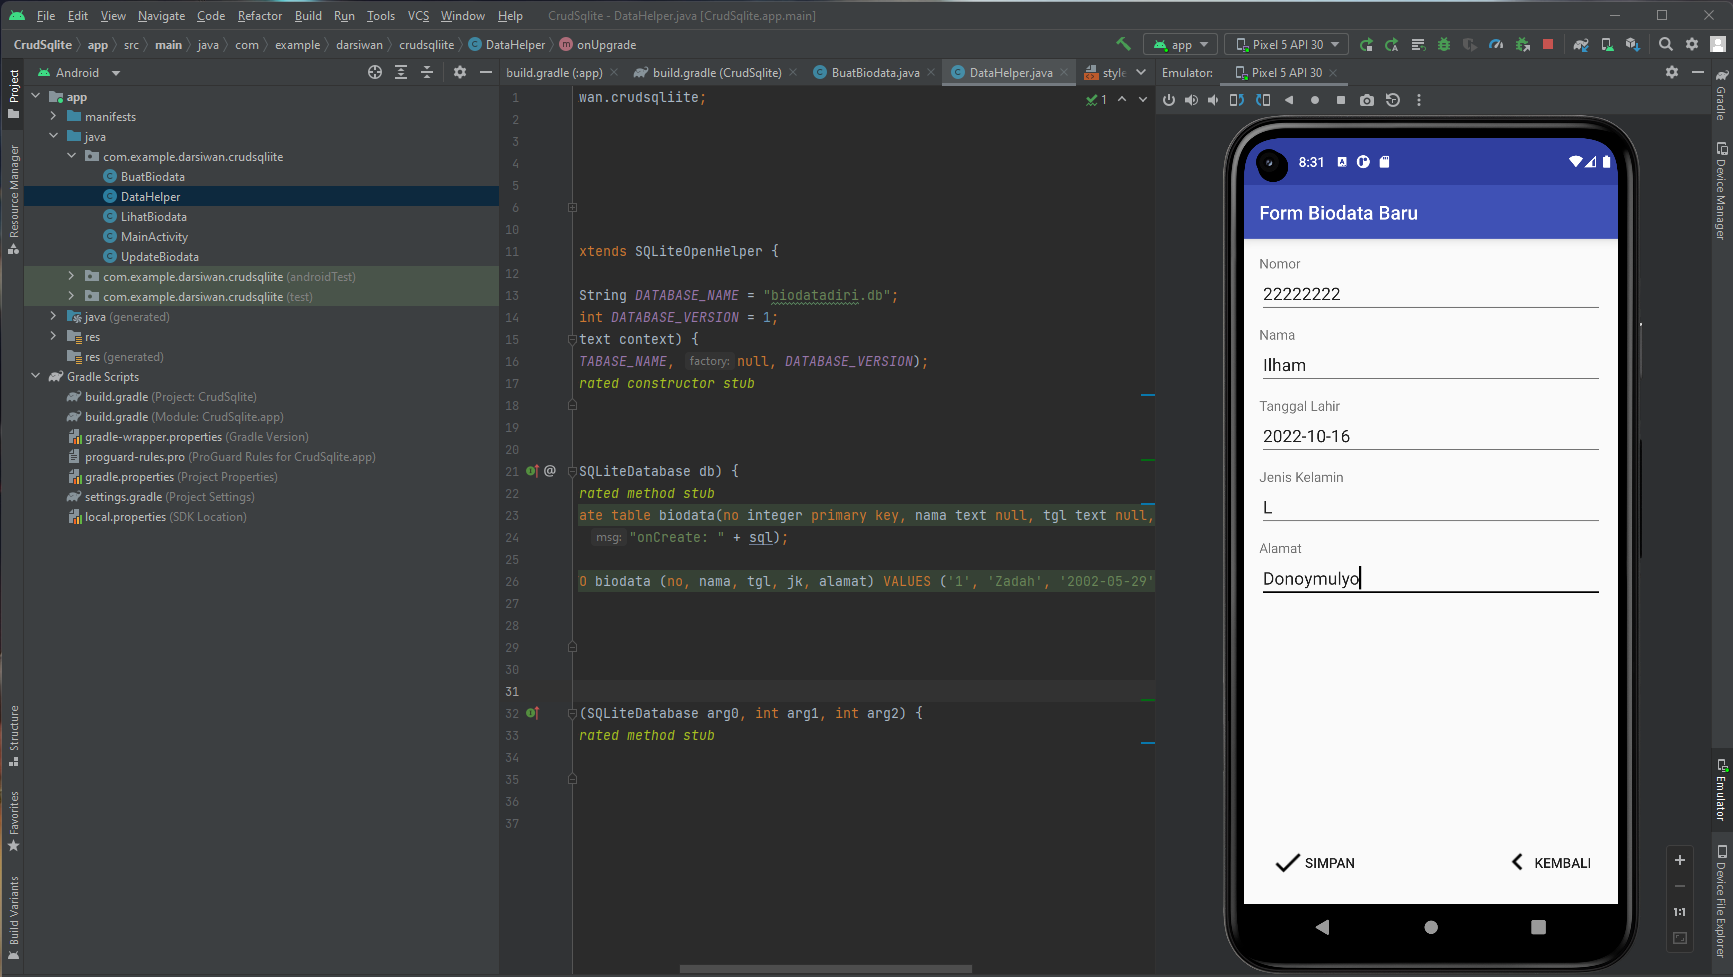 File Edit View Navigate Code Refactor Build Run Tools VCS Window Help CrudSqlite - DataHelper.java [CrudSqlite.app.main]
CrudSqlite app src main java com example darsiwan crudsqliite DataHelper onUpgrade app Pixel 5 API 30
Android
build.gradle (:app) build.gradle (CrudSqlite) BuatBiodata.java DataHelper.java style
Emulator: Pixel 5 API 30
Project
Resource Manager
Structure
Favorites
Build Variants
app
manifests
java
com.example.darsiwan.crudsqliite
BuatBiodata
DataHelper
LihatBiodata
MainActivity
UpdateBiodata
com.example.darsiwan.crudsqliite (androidTest)
com.example.darsiwan.crudsqliite (test)
java (generated)
res
res (generated)
Gradle Scripts
build.gradle (Project: CrudSqlite)
build.gradle (Module: CrudSqlite.app)
gradle-wrapper.properties (Gradle Version)
proguard-rules.pro (ProGuard Rules for CrudSqlite.app)
gradle.properties (Project Properties)
settings.gradle (Project Settings)
local.properties (SDK Location)
1 wan.crudsqliite; 1
2
3
4
5
6
10
11 xtends SQLiteOpenHelper {
12
13 String DATABASE_NAME = "biodatadiri.db";
14 int DATABASE_VERSION = 1;
15 text context) {
16 TABASE_NAME, factory: null, DATABASE_VERSION);
17 rated constructor stub
18
19
20
21 @ SQLiteDatabase db) {
22 rated method stub
23 ate table biodata(no integer primary key, nama text null, tgl text null,
24 msg: "onCreate: " + sql);
25
26 O biodata (no, nama, tgl, jk, alamat) VALUES ('1', 'Zadah', '2002-05-29'
27
28
29
30
31
32 (SQLiteDatabase arg0, int arg1, int arg2) {
33 rated method stub
34
35
36
37
8:31
Form Biodata Baru
Nomor
22222222
Nama
Ilham
Tanggal Lahir
2022-10-16
Jenis Kelamin
L
Alamat
Donoymulyo
SIMPAN KEMBALI
1:1
Gradle
Device Manager
Emulator
Device File Explorer